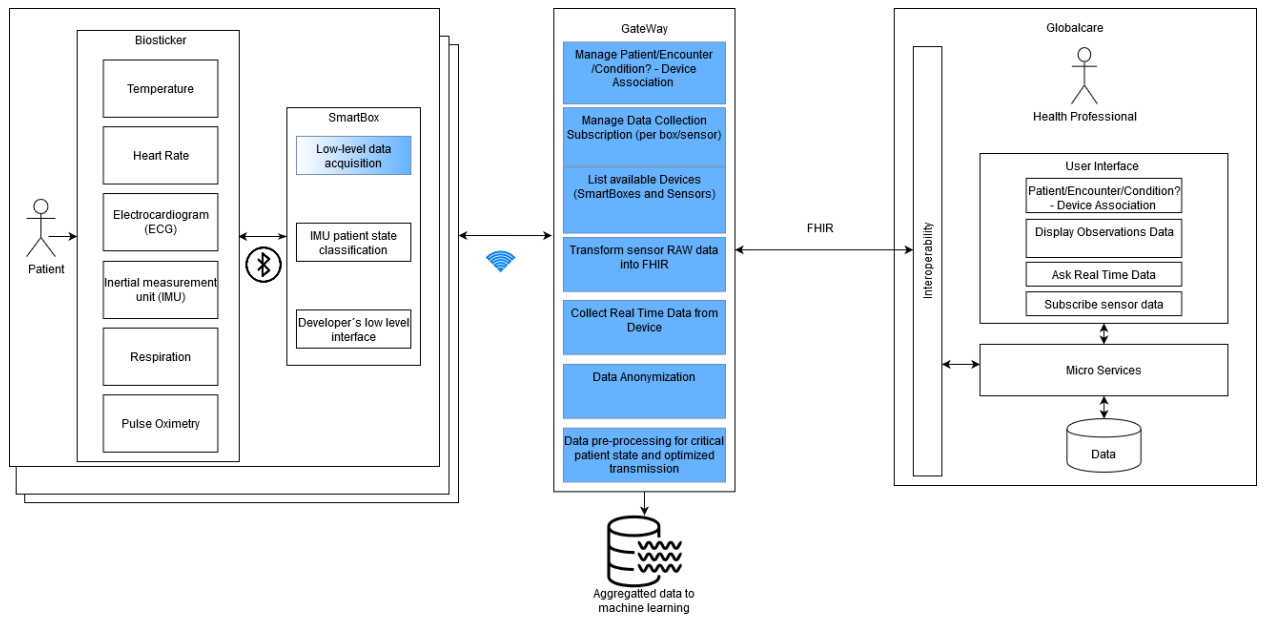 Biosticker
Temperature
Heart Rate
Electrocardiogram
(ECG)
Inertial measurement
unit (IMU)
Respiration
Pulse Oximetry
Patient
SmartBox
Low-level data
acquisition
IMU patient state
classification
Developer´s low level
interface
GateWay
Manage Patient/Encounter
/Condition? - Device
Association
Manage Data Collection
Subscription (per box/sensor)
List available Devices
(SmartBoxes and Sensors)
Transform sensor RAW data
into FHIR
Collect Real Time Data from
Device
Data Anonymization
Data pre-processing for critical
patient state and optimized
transmission
Aggregatted data to
machine learning
FHIR
Globalcare
Interoperability
Health Professional
User Interface
Patient/Encounter/Condition?
- Device Association
Display Observations Data
Ask Real Time Data
Subscribe sensor data
Micro Services
Data